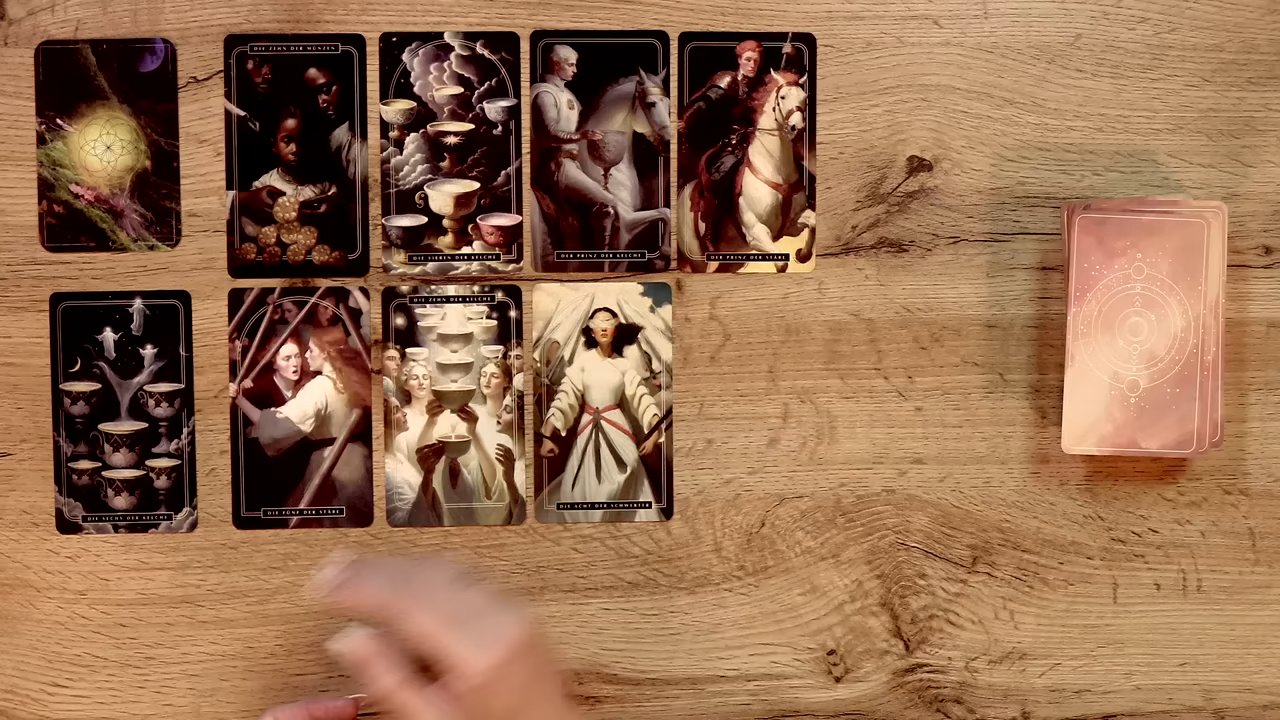 DIE ZEHN DER MÜNZEN
DIE SIEBEN DER KELCHE
DER PRINZ DER KELCHE
DER PRINZ DER STÄBE
DIE SECHS DER KELCHE
DIE FÜNF DER STÄBE
DIE ZEHN DER KELCHE
DIE ACHT DER SCHWERTER